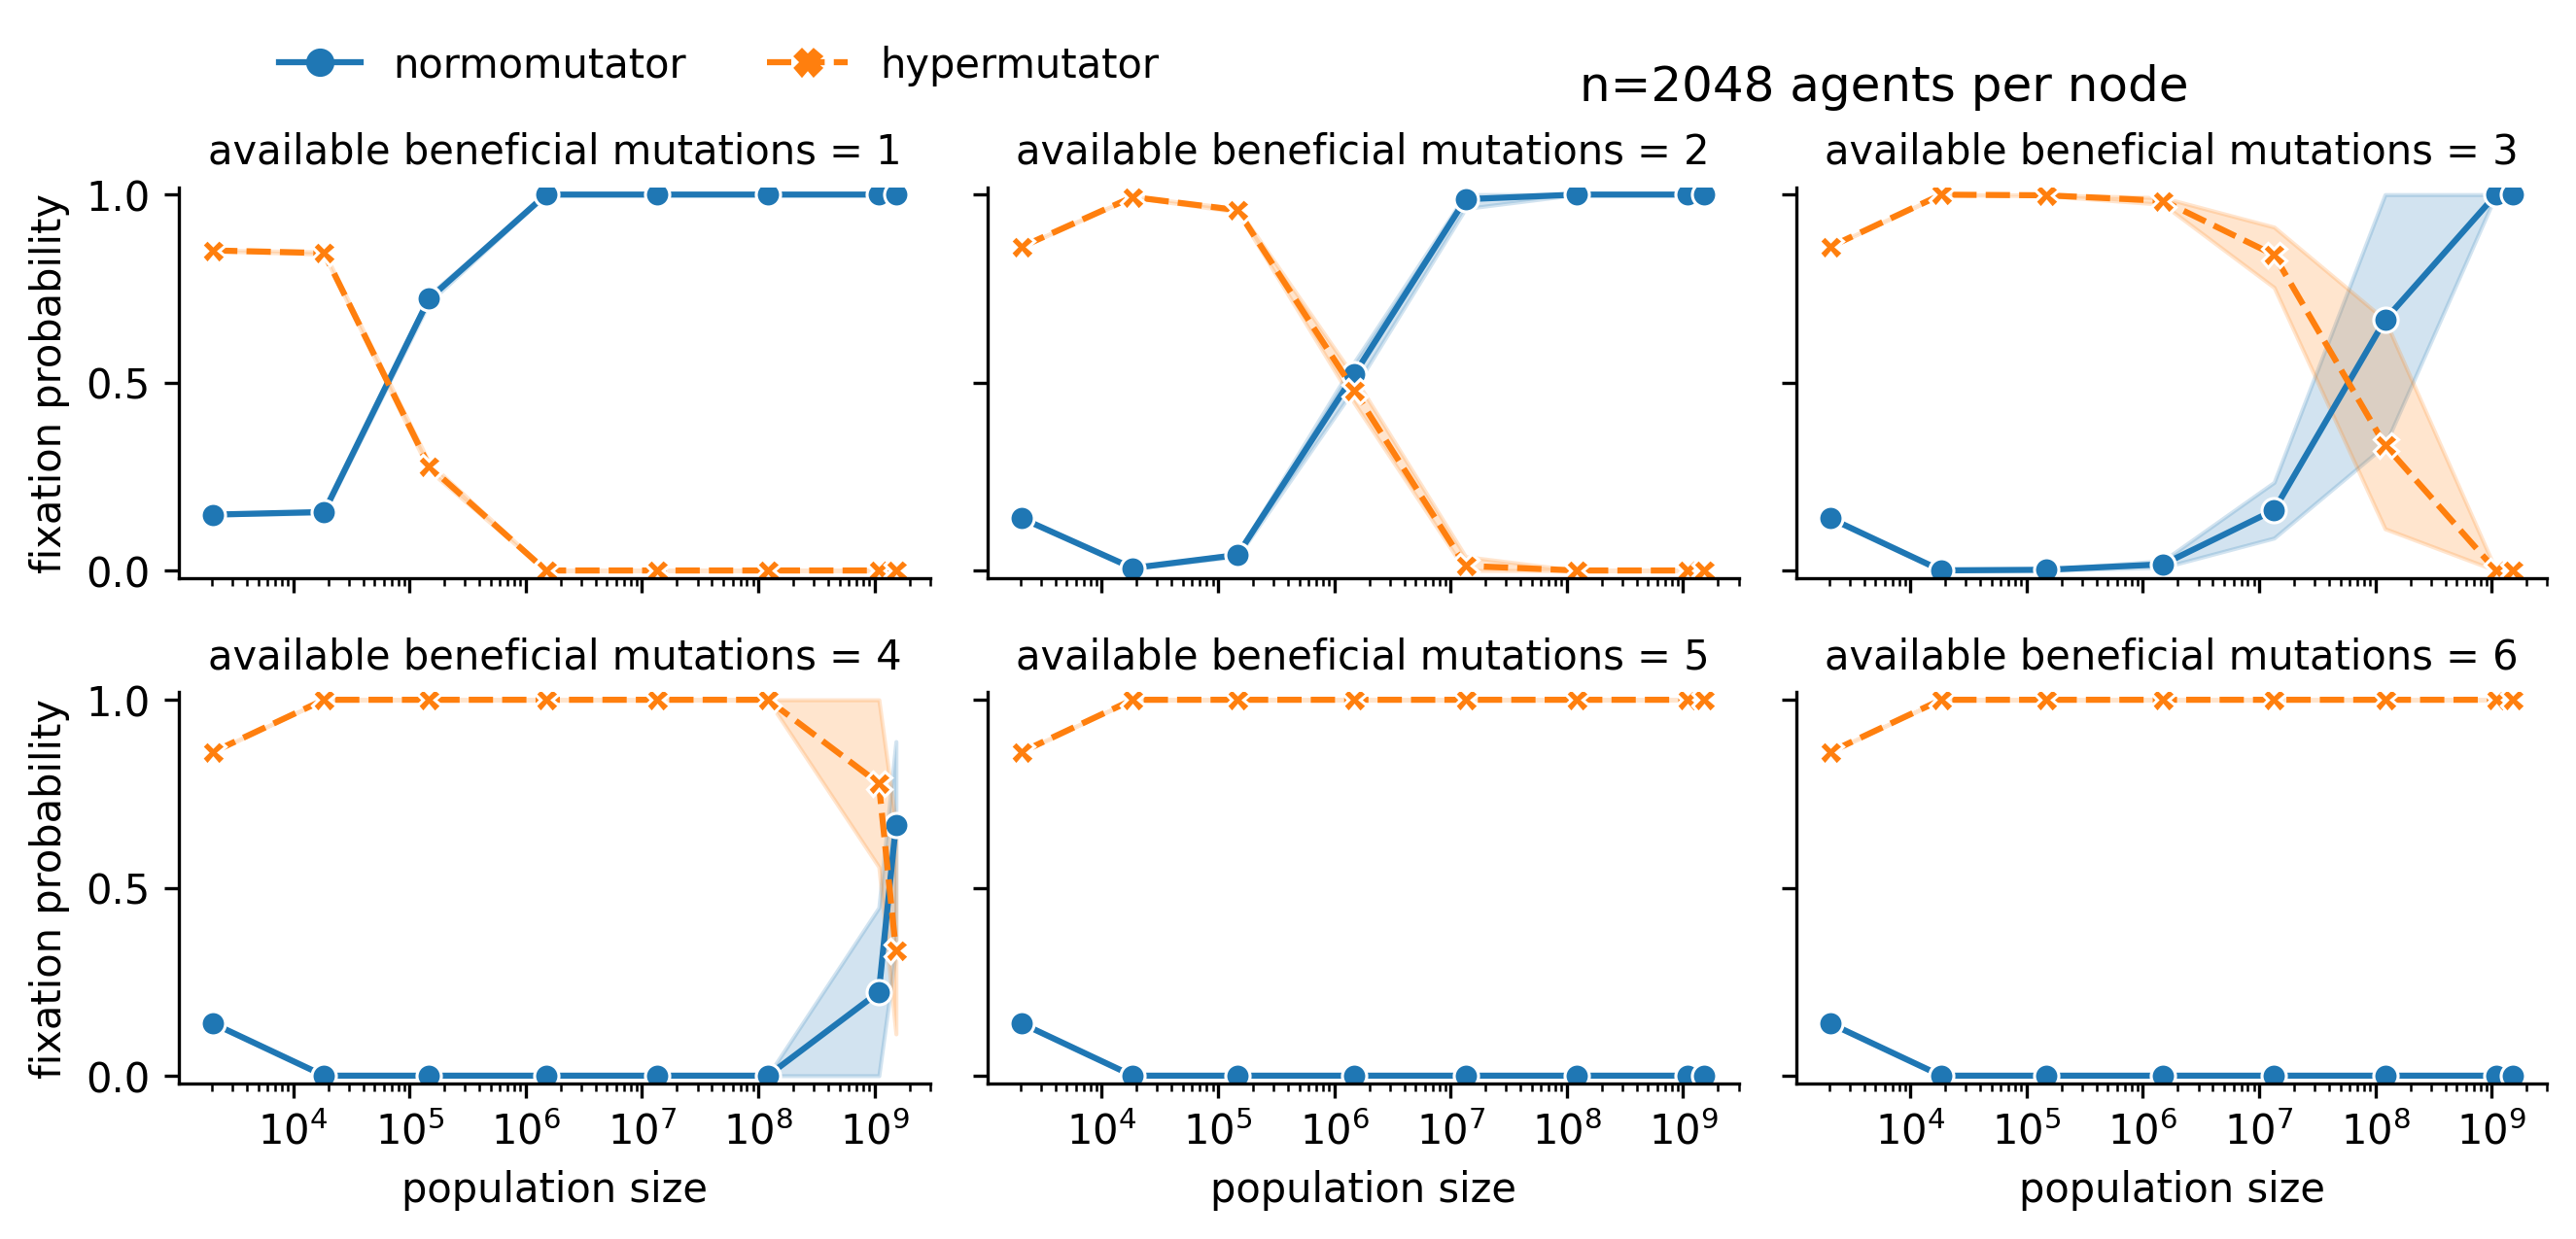 normomutator hypermutator
n=2048 agents per node
available beneficial mutations = 1
available beneficial mutations = 2
available beneficial mutations = 3
1.0
0.5
0.0
fixation probability
available beneficial mutations = 4
available beneficial mutations = 5
available beneficial mutations = 6
1.0
0.5
0.0
fixation probability
10⁴ 10⁵ 10⁶ 10⁷ 10⁸ 10⁹
10⁴ 10⁵ 10⁶ 10⁷ 10⁸ 10⁹
10⁴ 10⁵ 10⁶ 10⁷ 10⁸ 10⁹
population size
population size
population size